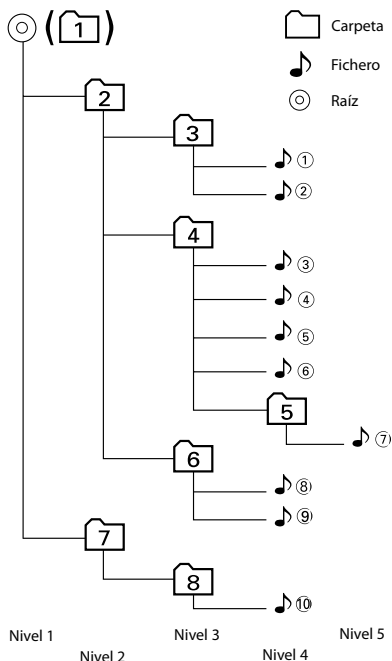 ( 1 )
Carpeta
Fichero
Raíz
2
3
①
②
4
③
④
⑤
⑥
5
⑦
6
⑧
⑨
7
8
⑩
Nivel 1
Nivel 2
Nivel 3
Nivel 4
Nivel 5